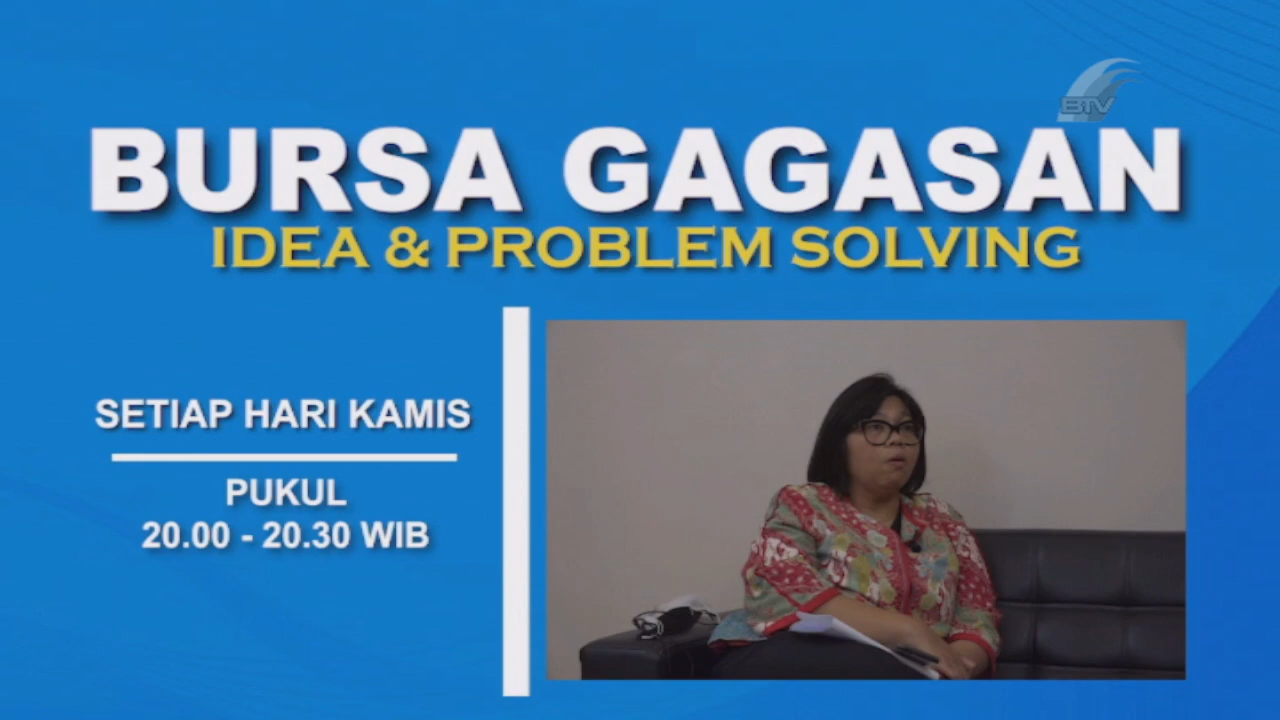 BTV
BURSA GAGASAN
IDEA & PROBLEM SOLVING
SETIAP HARI KAMIS
PUKUL
20.00 - 20.30 WIB